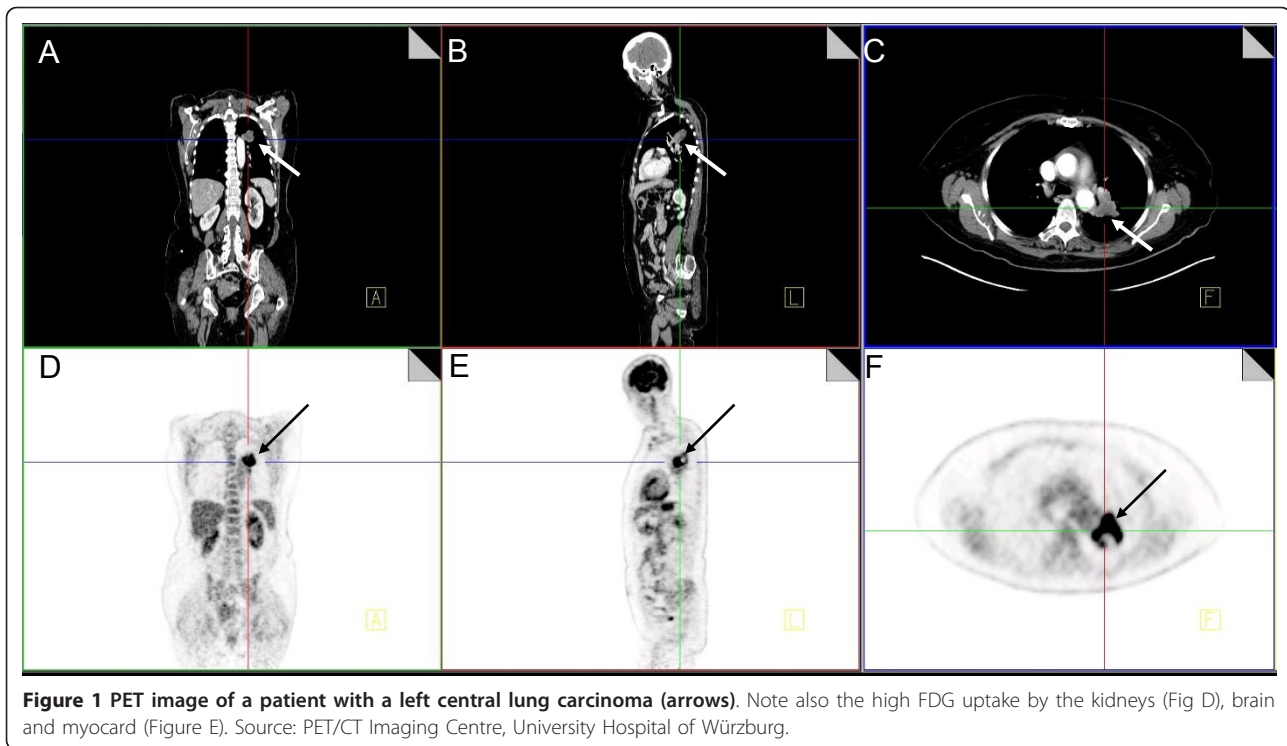 A
B
C
A
L
F
D
E
F
A
L
F
Figure 1 PET image of a patient with a left central lung carcinoma (arrows). Note also the high FDG uptake by the kidneys (Fig D), brain
and myocard (Figure E). Source: PET/CT Imaging Centre, University Hospital of Würzburg.